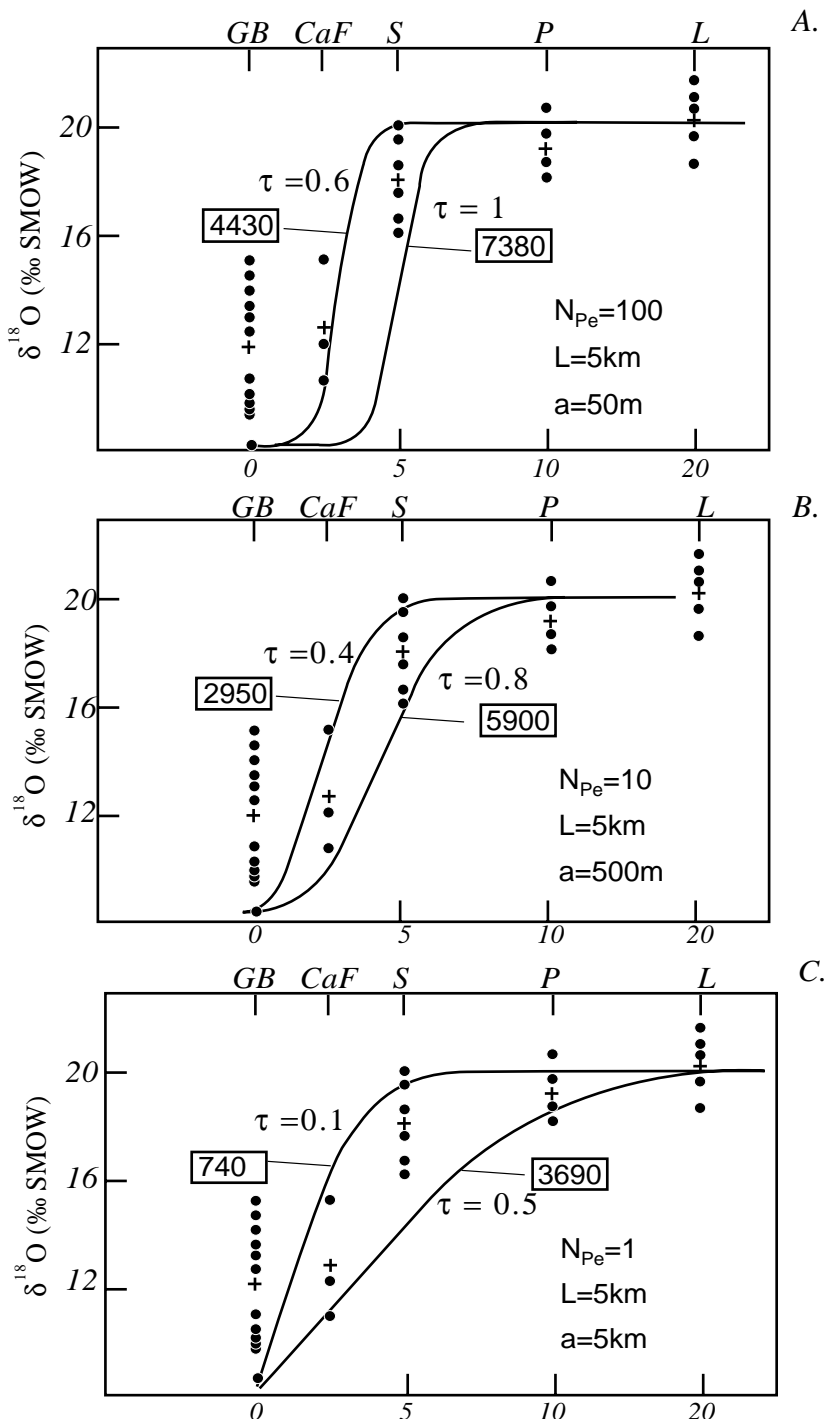 A.
GB CaF S P L
20
τ =0.6
4430
τ = 1
16
7380
δ18O (‰ SMOW)
NPe=100
12
L=5km
a=50m
0 5 10 20
B.
GB CaF S P L
20
τ =0.4
2950
τ =0.8
16
5900
δ18O (‰ SMOW)
NPe=10
12
L=5km
a=500m
0 5 10 20
C.
GB CaF S P L
20
τ =0.1
740
3690
16
τ = 0.5
δ18O (‰ SMOW)
NPe=1
12
L=5km
a=5km
0 5 10 20